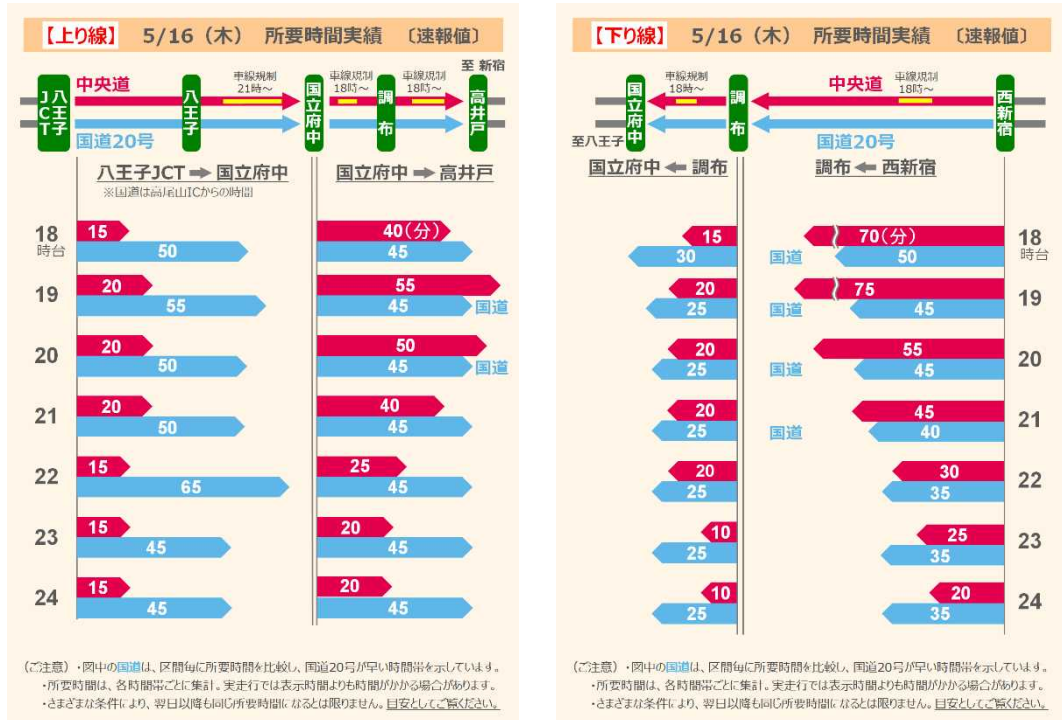 【上り線】 5/16（木） 所要時間実績 〔速報値〕
至 新宿
八王子JCT
中央道
八王子
車線規制
21時～
国立府中
車線規制
18時～
調布
車線規制
18時～
高井戸
国道20号
八王子JCT ➡ 国立府中
国立府中 ➡ 高井戸
※国道は高尾山ICからの時間
18
時台
15
40(分)
50
45
19
20
55
55
45
国道
20
20
50
50
45
国道
21
20
40
50
45
22
15
25
65
45
23
15
20
45
45
24
15
20
45
45
（ご注意）・図中の国道は、区間毎に所要時間を比較し、国道20号が早い時間帯を示しています。
・所要時間は、各時間帯ごとに集計。実走行では表示時間よりも時間がかかる場合があります。
・さまざまな条件により、翌日以降も同じ所要時間になるとは限りません。目安としてご覧ください。
【下り線】 5/16（木） 所要時間実績 〔速報値〕
国立府中
車線規制
18時～
調布
中央道
車線規制
18時～
西新宿
至八王子
国道20号
国立府中 ⬅ 調布
調布 ⬅ 西新宿
15
70(分)
18
時台
30
国道
50
20
75
19
25
国道
45
20
55
20
25
国道
45
20
45
21
25
国道
40
20
30
22
25
35
10
25
23
25
35
10
20
24
25
35
（ご注意）・図中の国道は、区間毎に所要時間を比較し、国道20号が早い時間帯を示しています。
・所要時間は、各時間帯ごとに集計。実走行では表示時間よりも時間がかかる場合があります。
・さまざまな条件により、翌日以降も同じ所要時間になるとは限りません。目安としてご覧ください。